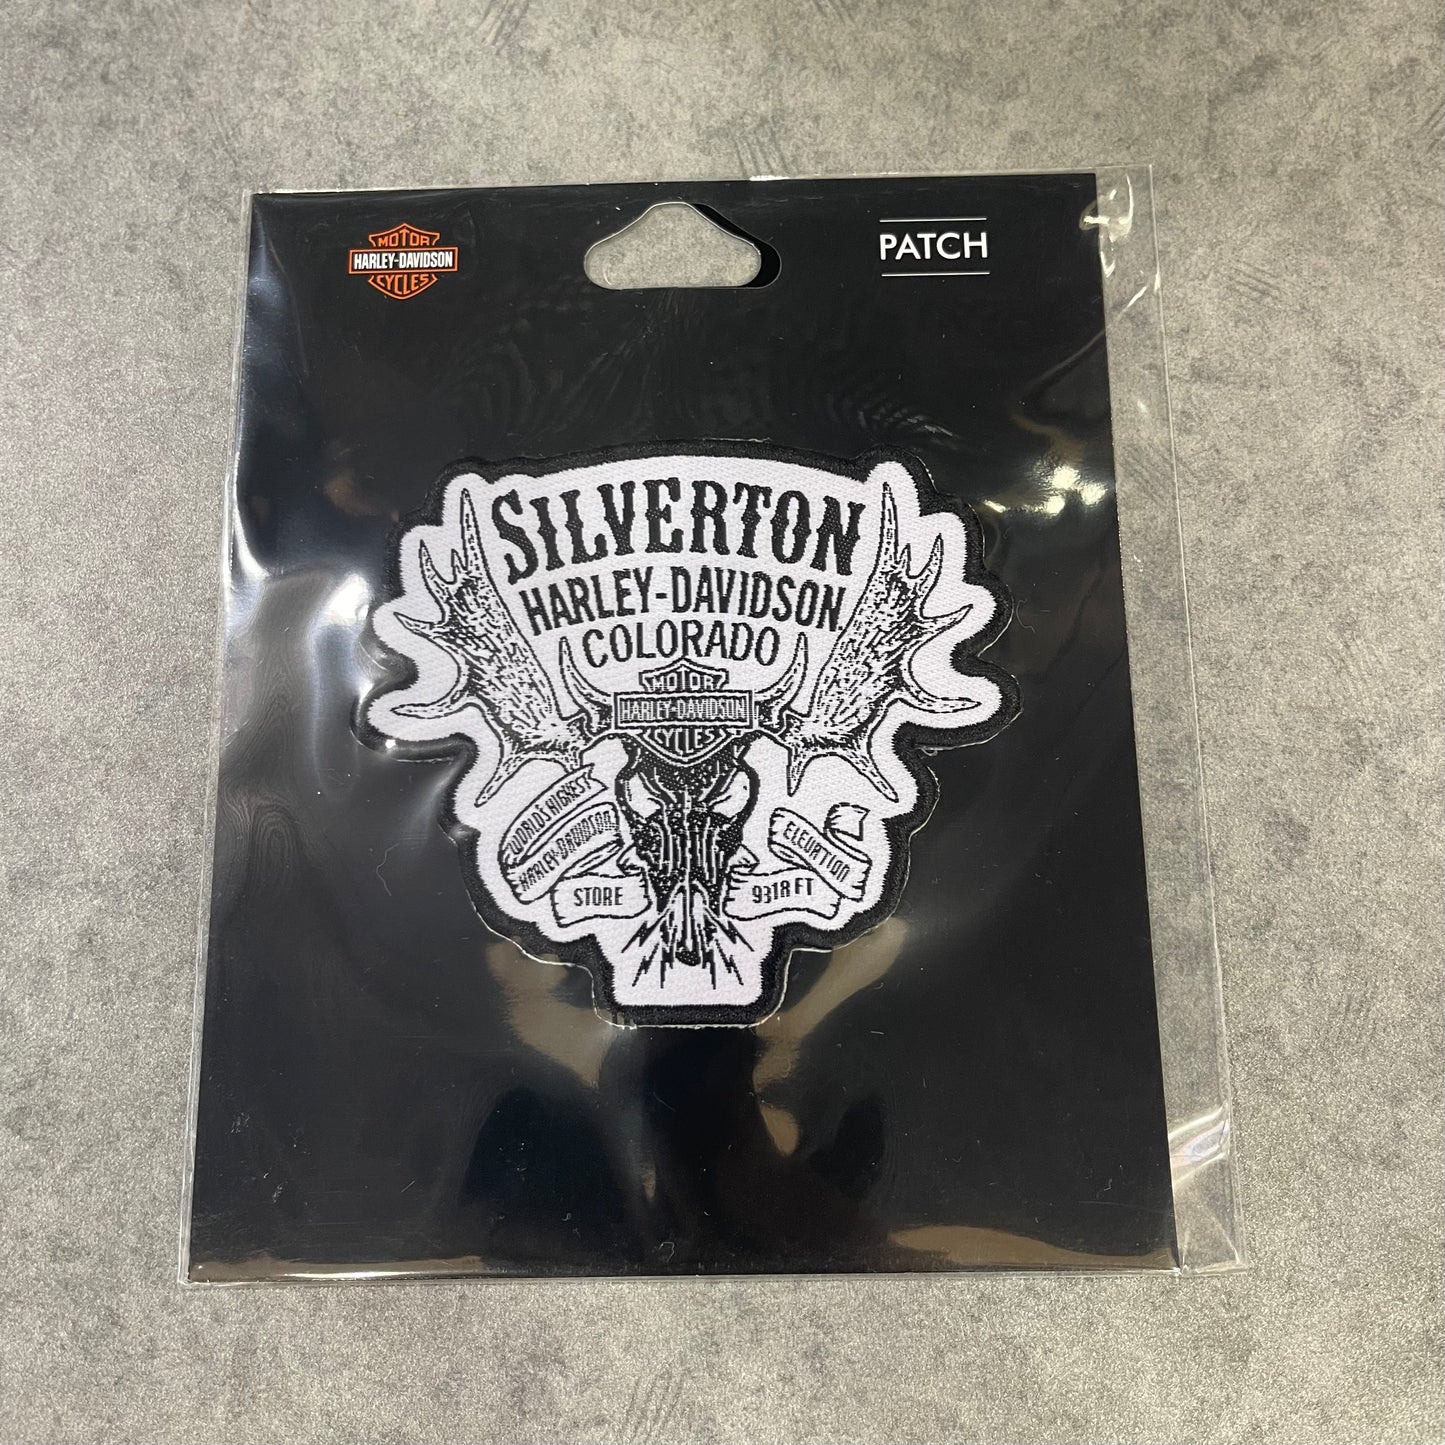 MOTOR
HARLEY-DAVIDSON
CYCLES
PATCH
SILVERTON
HARLEY-DAVIDSON
COLORADO
MOTOR
HARLEY-DAVIDSON
CYCLES
WORLD'S HIGHEST
HARLEY-DAVIDSON
STORE
ELEVATION
9318 FT